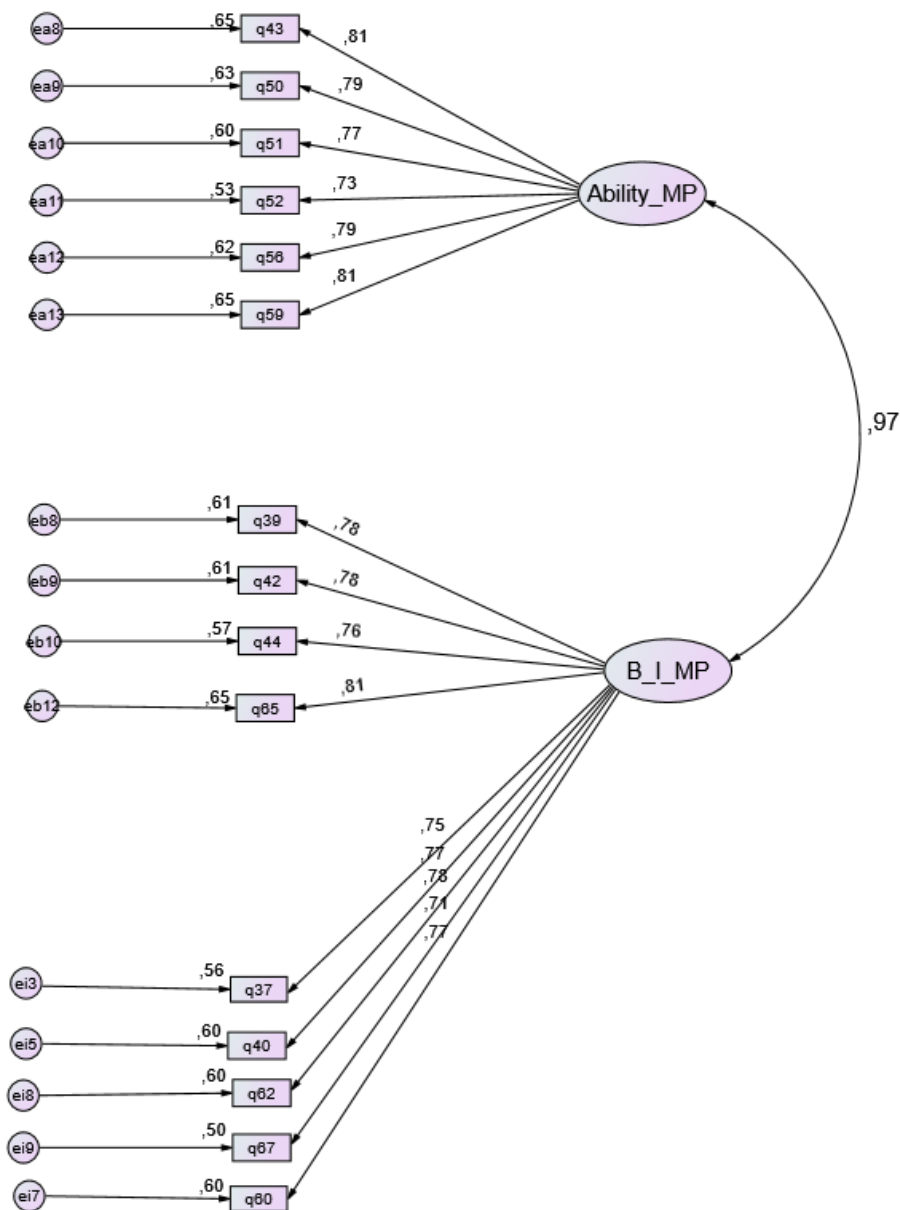 ea8 ,65 q43 ,81
ea9 ,63 q50 ,79
ea10 ,60 q51 ,77
ea11 ,53 q52 ,73
ea12 ,62 q56 ,79
ea13 ,65 q59 ,81
Ability_MP
,97
eb8 ,61 q39 ,78
eb9 ,61 q42 ,78
eb10 ,57 q44 ,76
eb12 ,65 q65 ,81
B_I_MP
,75
,77
,78
,71
,77
ei3 ,56 q37
ei5 ,60 q40
ei8 ,60 q62
ei9 ,50 q67
ei7 ,60 q60